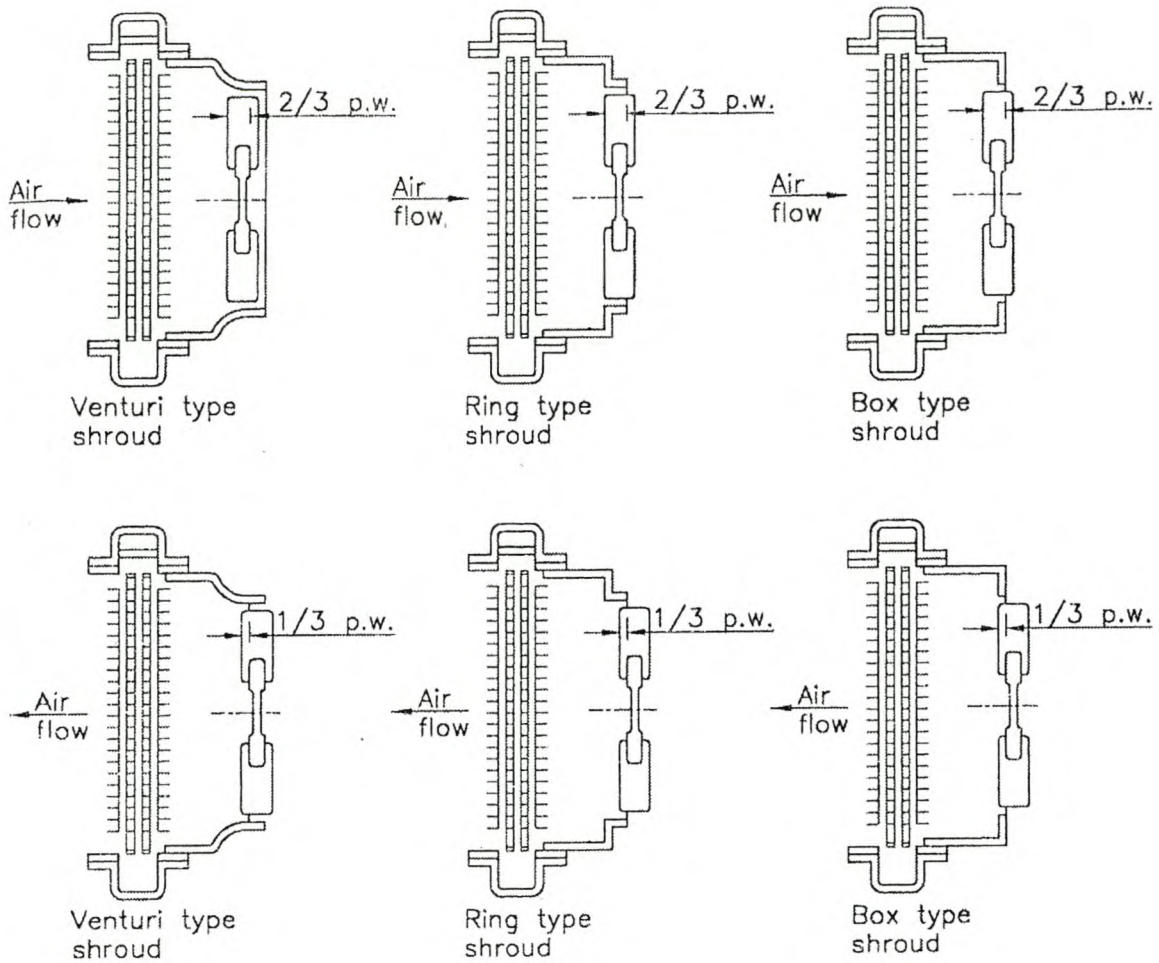 2/3 p.w.
2/3 p.w.
2/3 p.w.
Air
flow
Air
flow
Air
flow
Venturi type
shroud
Ring type
shroud
Box type
shroud
1/3 p.w.
1/3 p.w.
1/3 p.w.
Air
flow
Air
flow
Air
flow
Venturi type
shroud
Ring type
shroud
Box type
shroud